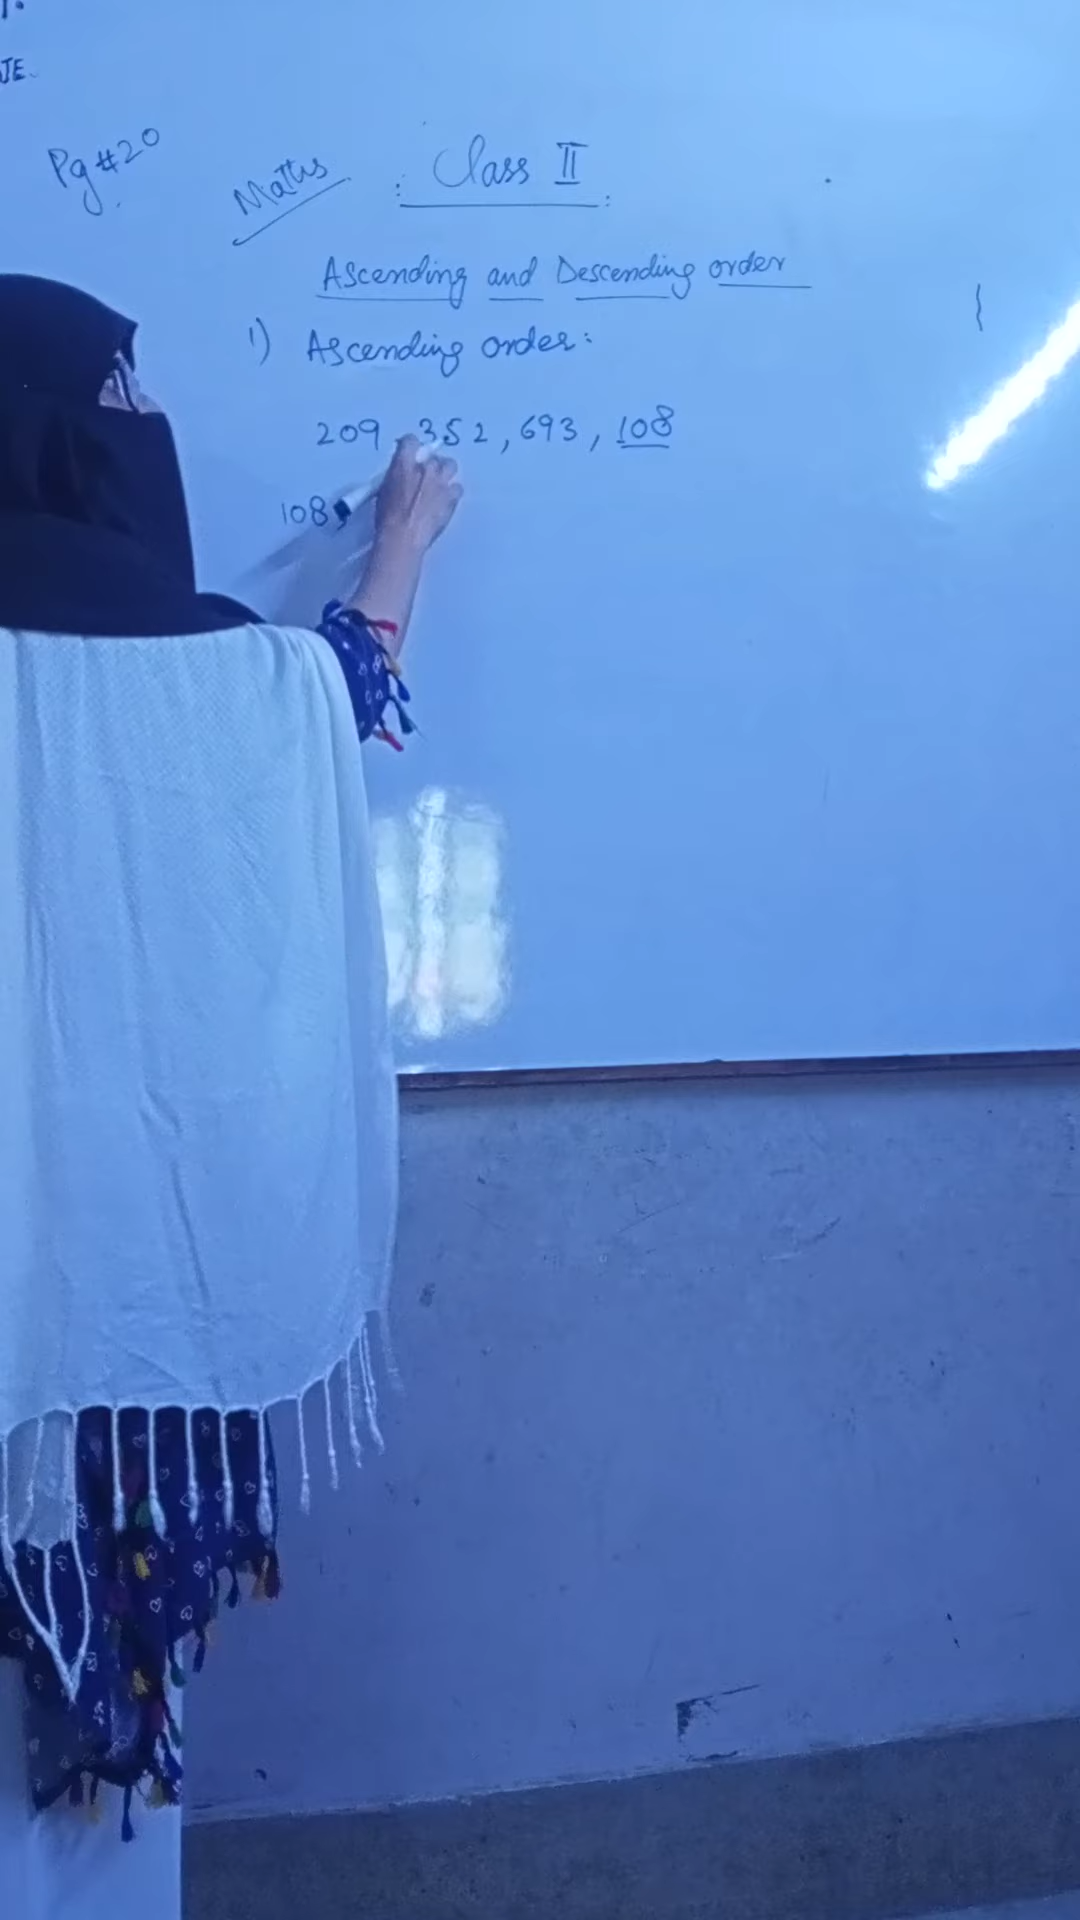 JE.
Pg #20
Maths
Class II
Ascending and Descending order
1) Ascending order:
209, 352, 693, 108
108,